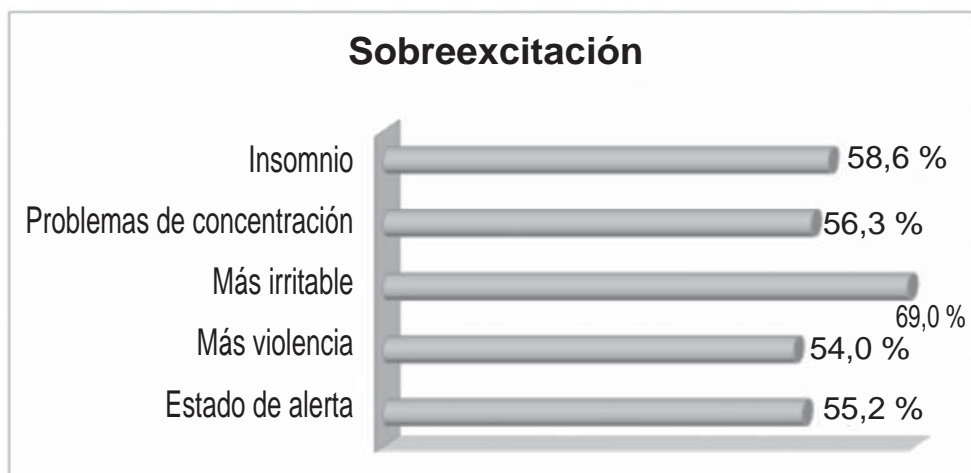 Sobreexcitación
Insomnio 58,6 %
Problemas de concentración 56,3 %
Más irritable 69,0 %
Más violencia 54,0 %
Estado de alerta 55,2 %